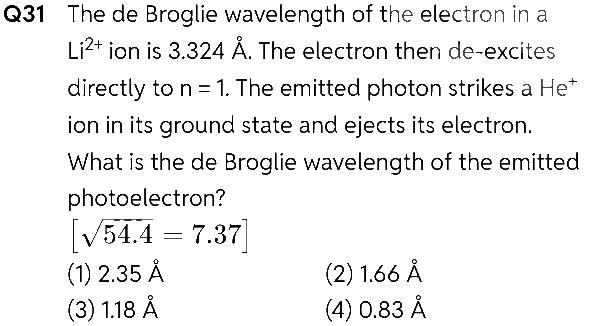 Q31 The de Broglie wavelength of the electron in a
Li²⁺ ion is 3.324 Å. The electron then de-excites
directly to n = 1. The emitted photon strikes a He⁺
ion in its ground state and ejects its electron.
What is the de Broglie wavelength of the emitted
photoelectron?
[√54.4 = 7.37]
(1) 2.35 Å (2) 1.66 Å
(3) 1.18 Å (4) 0.83 Å